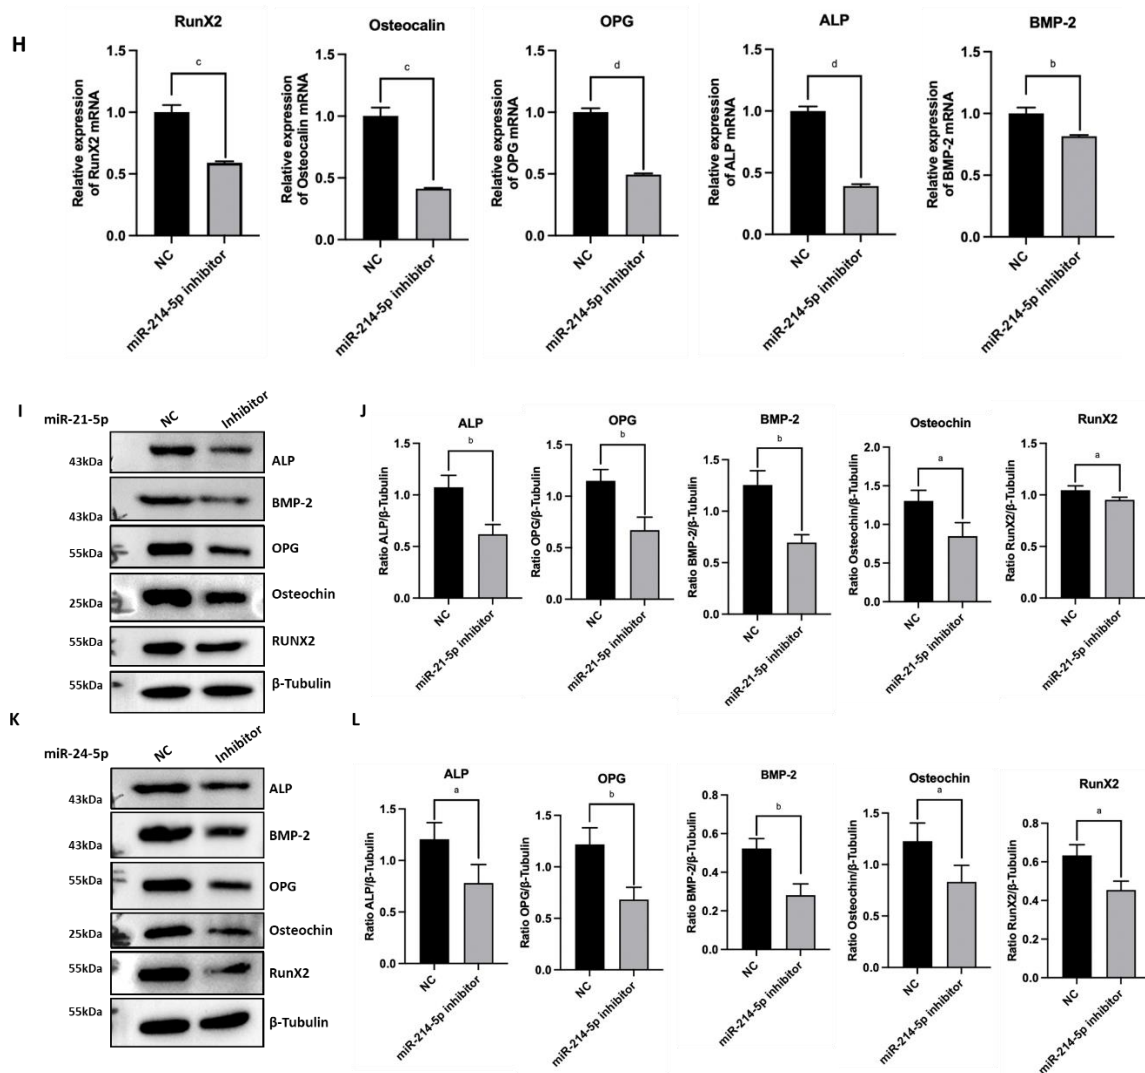 H
RunX2
Relative expression
of RunX2 mRNA
1.5
1.0
0.5
0.0
c
NC
miR-214-5p inhibitor
Osteocalin
Relative expression
of Osteocalin mRNA
1.5
1.0
0.5
0.0
c
NC
miR-214-5p inhibitor
OPG
Relative expression
of OPG mRNA
1.5
1.0
0.5
0.0
d
NC
miR-214-5p inhibitor
ALP
Relative expression
of ALP mRNA
1.5
1.0
0.5
0.0
d
NC
miR-214-5p inhibitor
BMP-2
Relative expression
of BMP-2 mRNA
1.5
1.0
0.5
0.0
b
NC
miR-214-5p inhibitor
I
miR-21-5p
NC
Inhibitor
43kDa
ALP
43kDa
BMP-2
55kDa
OPG
25kDa
Osteochin
55kDa
RUNX2
55kDa
β-Tubulin
J
ALP
Ratio ALP/β-Tubulin
1.5
1.0
0.5
0.0
b
NC
miR-21-5p inhibitor
OPG
Ratio OPG/β-Tubulin
1.5
1.0
0.5
0.0
b
NC
miR-21-5p inhibitor
BMP-2
Ratio BMP-2/β-Tubulin
1.5
1.0
0.5
0.0
b
NC
miR-21-5p inhibitor
Osteochin
Ratio Osteochin/β-Tubulin
2.0
1.5
1.0
0.5
0.0
a
NC
miR-21-5p inhibitor
RunX2
Ratio RunX2/β-Tubulin
1.5
1.0
0.5
0.0
a
NC
miR-21-5p inhibitor
K
miR-24-5p
NC
Inhibitor
43kDa
ALP
43kDa
BMP-2
55kDa
OPG
25kDa
Osteochin
55kDa
RunX2
55kDa
β-Tubulin
L
ALP
Ratio ALP/β-Tubulin
1.5
1.0
0.5
0.0
a
NC
miR-214-5p inhibitor
OPG
Ratio OPG/β-Tubulin
1.5
1.0
0.5
0.0
b
NC
miR-214-5p inhibitor
BMP-2
Ratio BMP-2/β-Tubulin
0.8
0.6
0.4
0.2
0.0
b
NC
miR-214-5p inhibitor
Osteochin
Ratio Osteochin/β-Tubulin
1.5
1.0
0.5
0.0
a
NC
miR-214-5p inhibitor
RunX2
Ratio RunX2/β-Tubulin
0.8
0.6
0.4
0.2
0.0
a
NC
miR-214-5p inhibitor